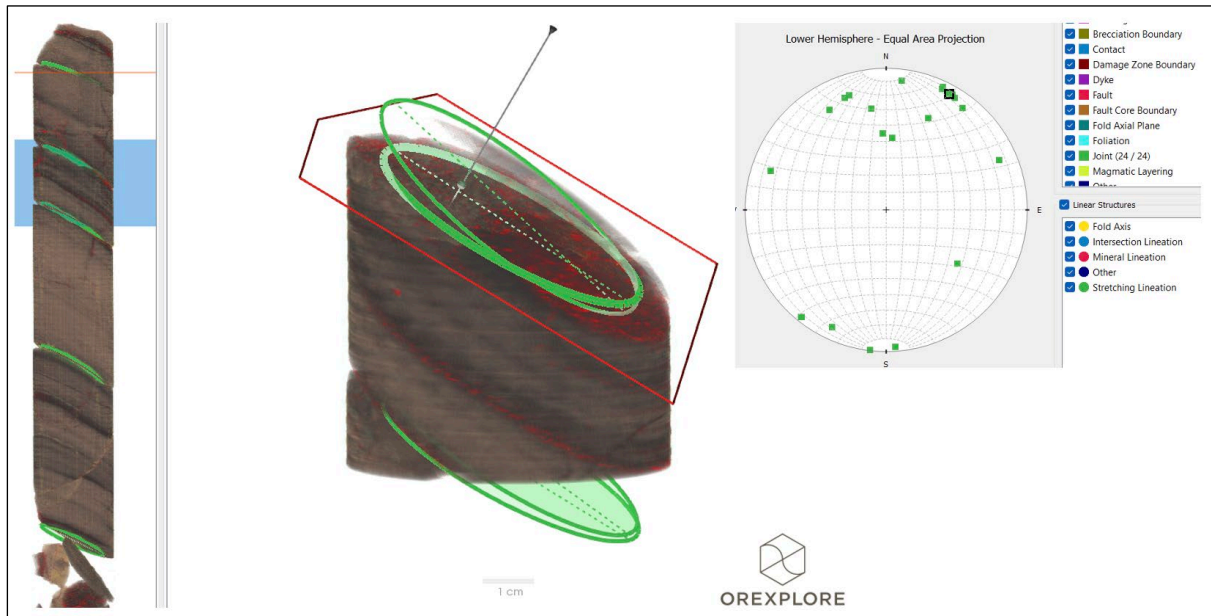 Lower Hemisphere - Equal Area Projection
N
E
S
Brecciation Boundary
Contact
Damage Zone Boundary
Dyke
Fault
Fault Core Boundary
Fold Axial Plane
Foliation
Joint (24 / 24)
Magmatic Layering
Other
Linear Structures
Fold Axis
Intersection Lineation
Mineral Lineation
Other
Stretching Lineation
1 cm
OREXPLORE